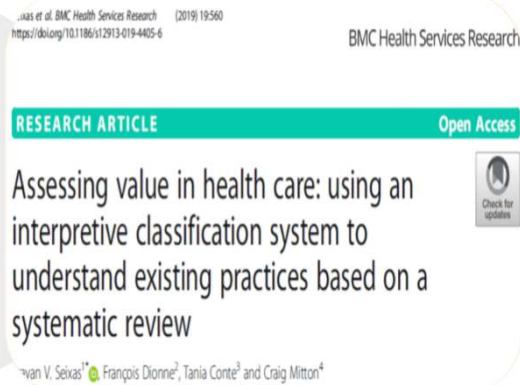 et al. BMC Health Services Research (2019) 19:560
https://doi.org/10.1186/s12913-019-4405-6
BMC Health Services Research
RESEARCH ARTICLE Open Access
Check for
updates
Assessing value in health care: using an
interpretive classification system to
understand existing practices based on a
systematic review
V. Seixas1* , François Dionne2, Tania Conte3 and Craig Mitton4